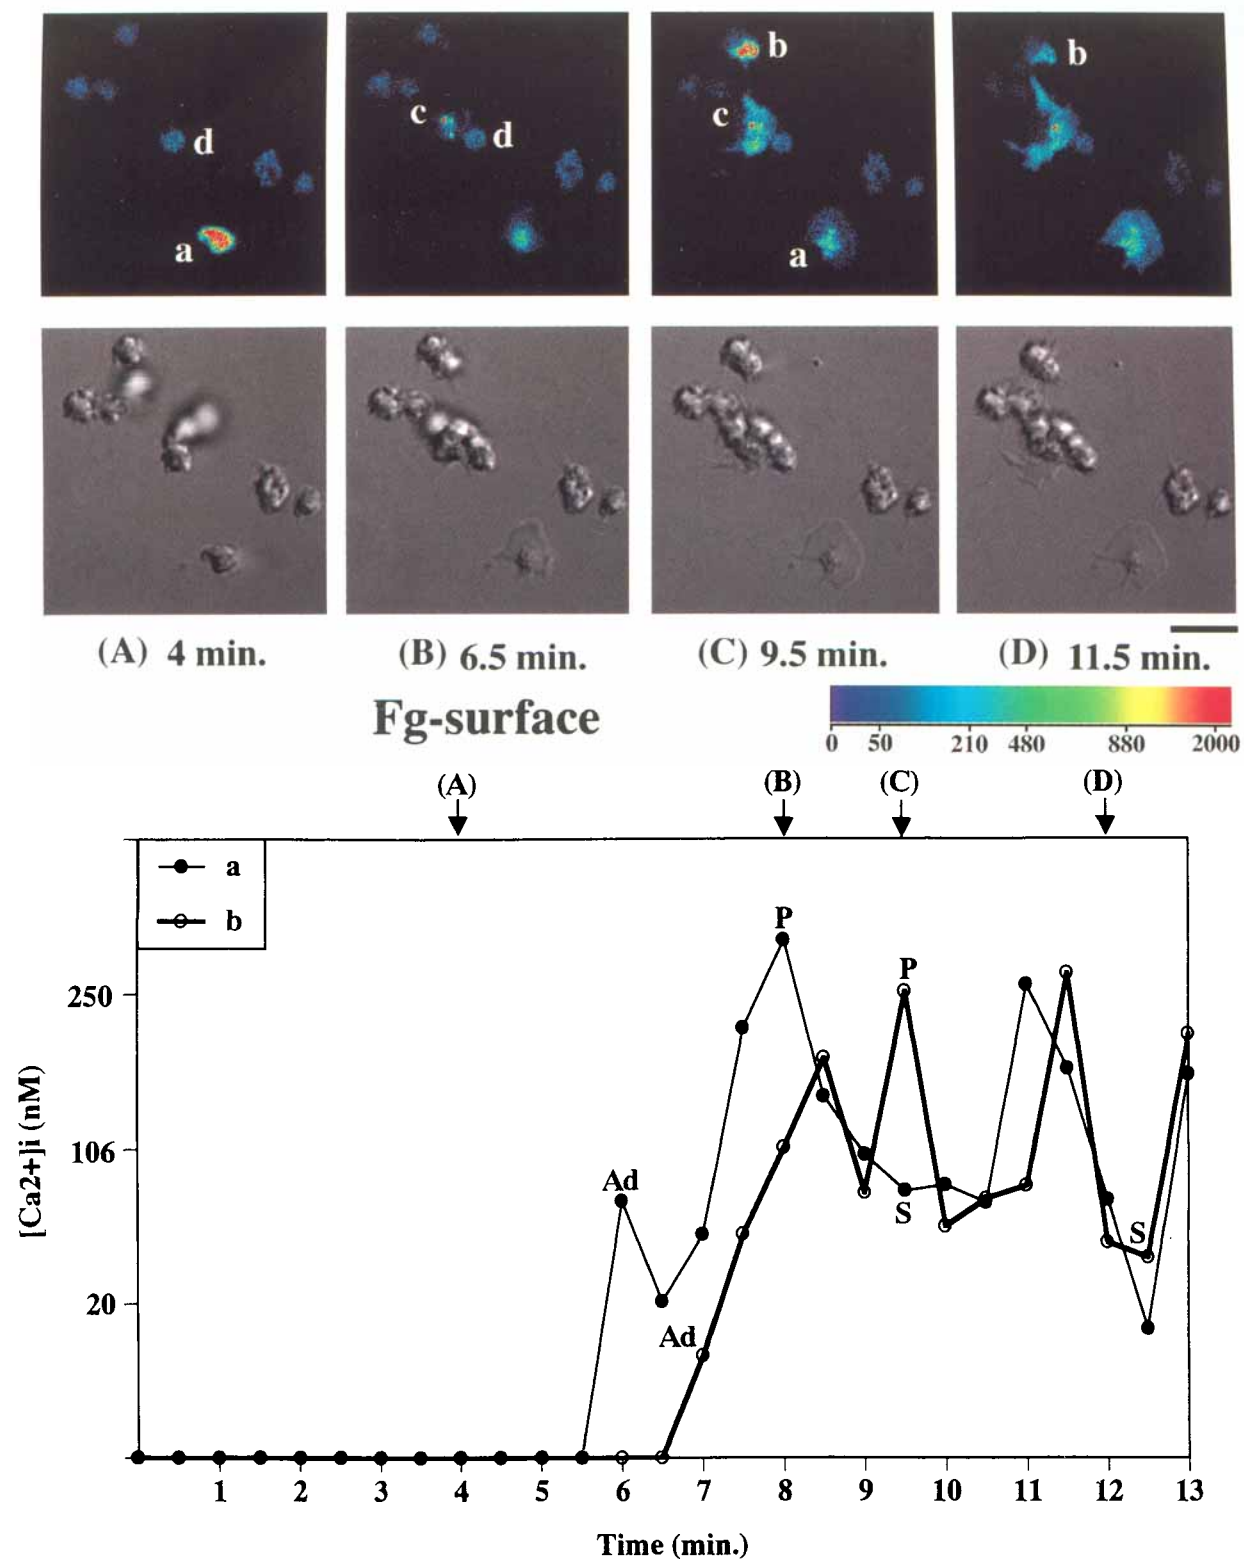 d
a
c
d
b
c
a
b
(A) 4 min.
(B) 6.5 min.
(C) 9.5 min.
(D) 11.5 min.
Fg-surface
0 50 210 480 880 2000
(A) (B) (C) (D)
a
b
P
P
250
[Ca2+]i (nM)
106
Ad
S
S
20
Ad
1 2 3 4 5 6 7 8 9 10 11 12 13
Time (min.)